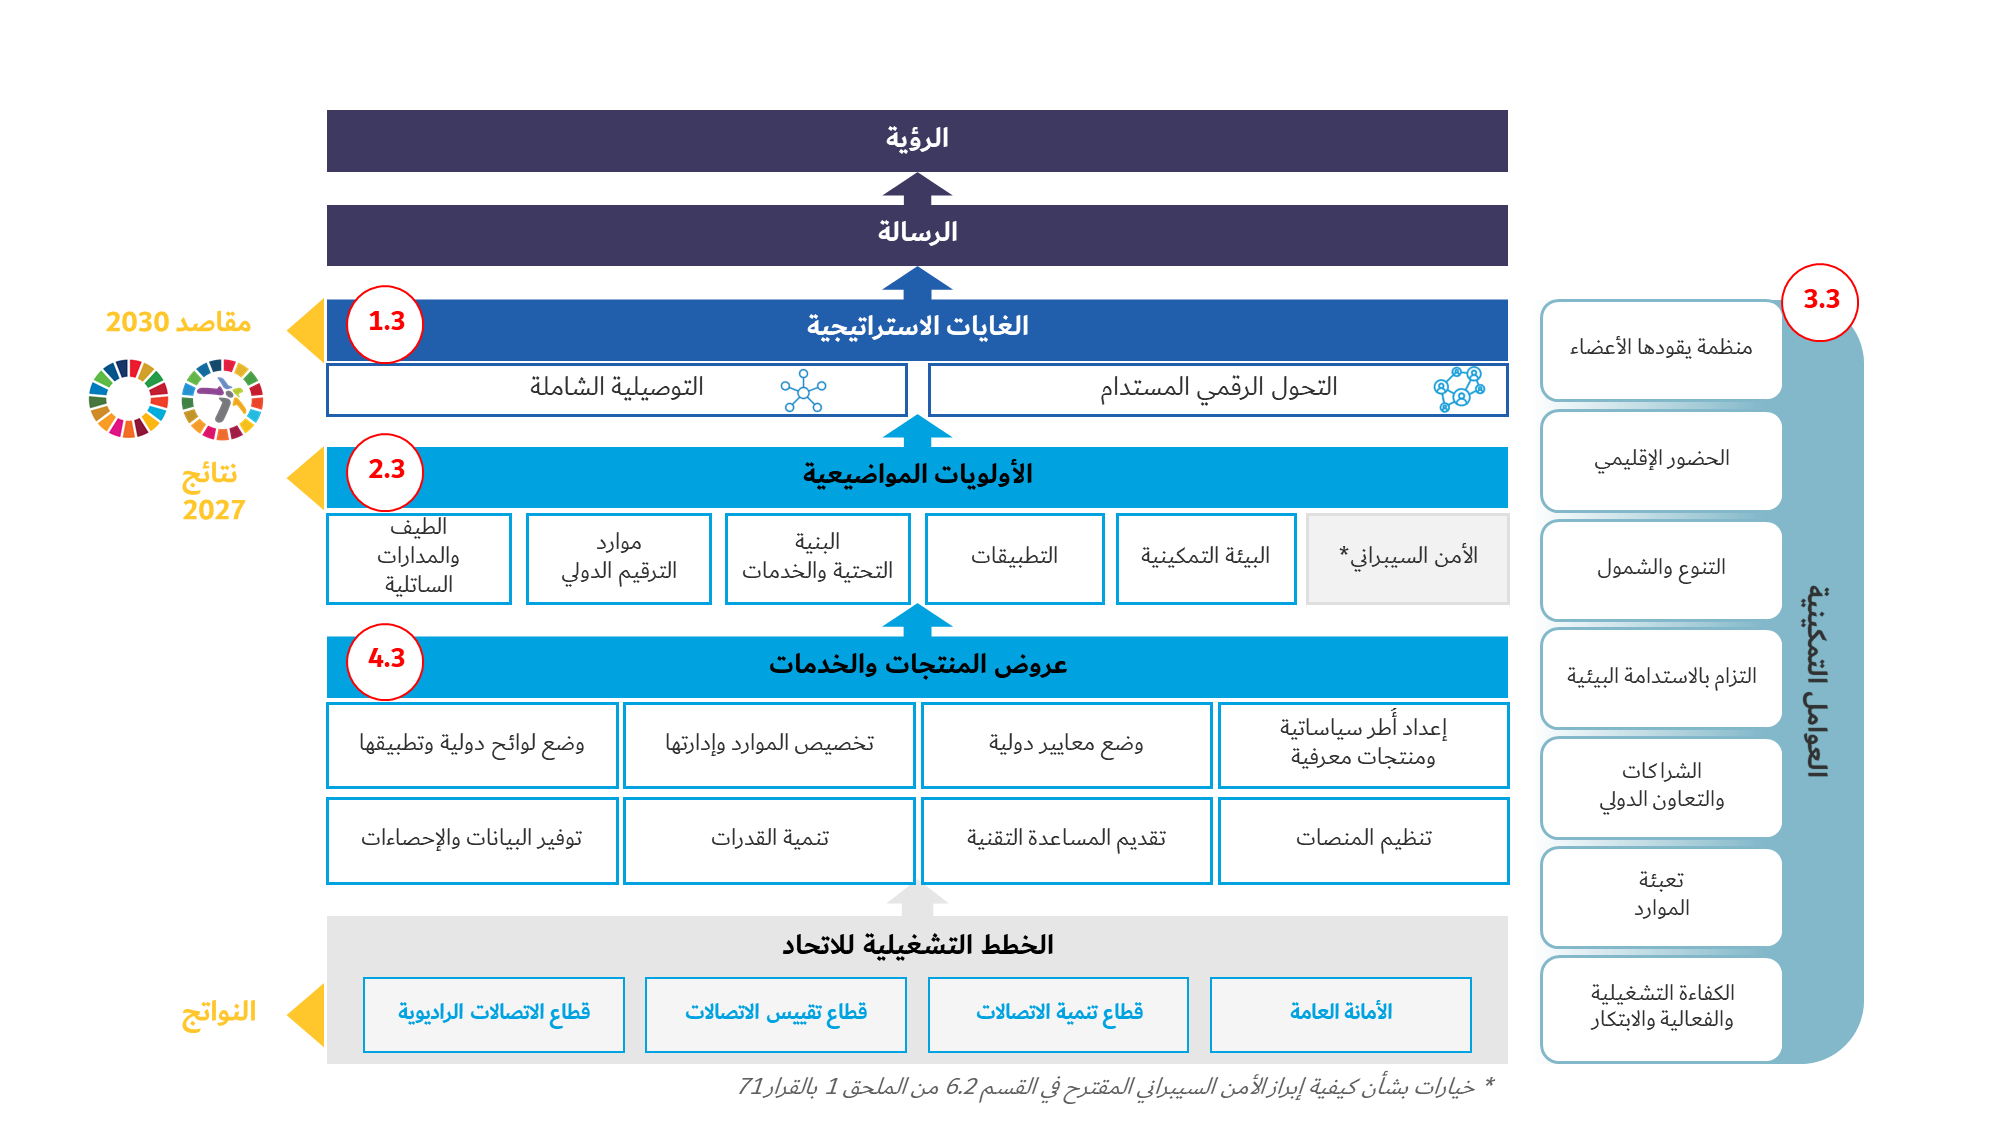 الرؤية
الرسالة
مقاصد 2030
1.3
الغايات الاستراتيجية
التحول الرقمي المستدام
التوصيلية الشاملة
نتائج
2027
2.3
الأولويات المواضيعية
الأمن السيبراني*
البيئة التمكينية
التطبيقات
البنية
التحتية والخدمات
موارد
الترقيم الدولي
الطيف
والمدارات
الساتلية
4.3
عروض المنتجات والخدمات
إعداد أُطر سياساتية
ومنتجات معرفية
وضع معايير دولية
تخصيص الموارد وإدارتها
وضع لوائح دولية وتطبيقها
تنظيم المنصات
تقديم المساعدة التقنية
تنمية القدرات
توفير البيانات والإحصاءات
الخطط التشغيلية للاتحاد
النواتج
الأمانة العامة
قطاع تنمية الاتصالات
قطاع تقييس الاتصالات
قطاع الاتصالات الراديوية
3.3
العوامل التمكينية
منظمة يقودها الأعضاء
الحضور الإقليمي
التنوع والشمول
التزام بالاستدامة البيئية
الشراكات
والتعاون الدولي
تعبئة
الموارد
الكفاءة التشغيلية
والفعالية والابتكار
* خيارات بشأن كيفية إبراز الأمن السيبراني المقترح في القسم 6.2 من الملحق 1 بالقرار 71